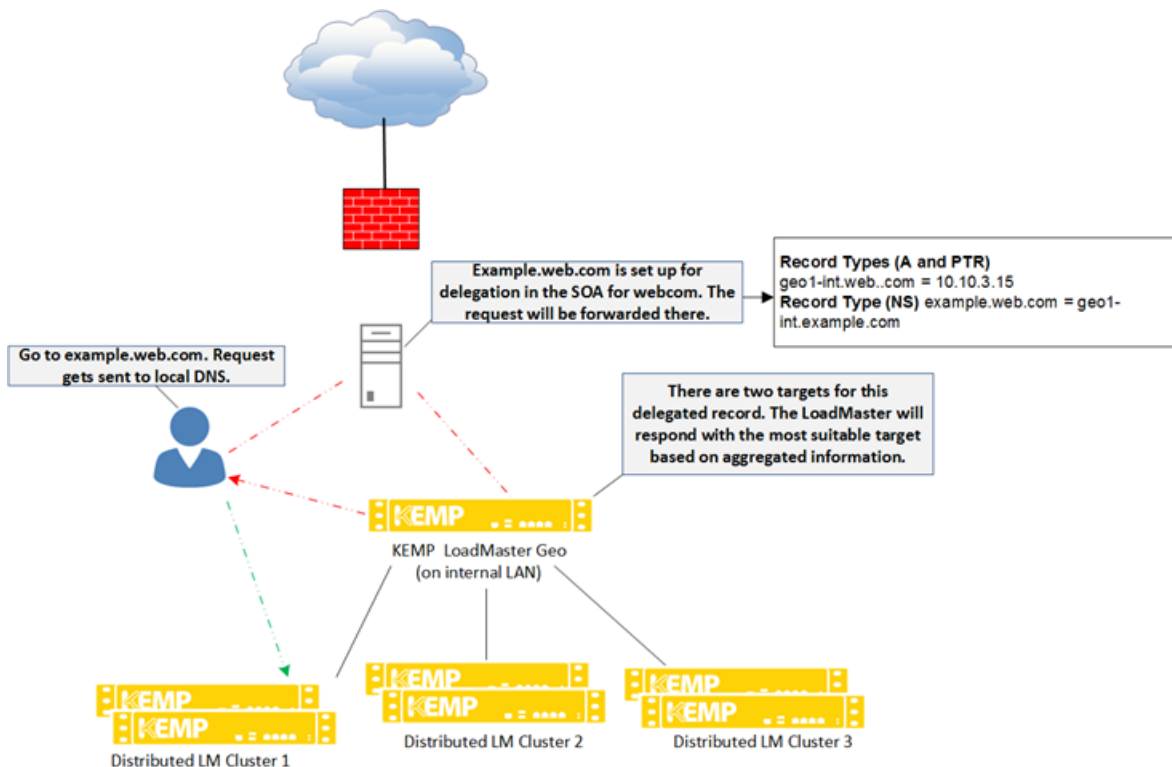 Example.web.com is set up for
delegation in the SOA for webcom. The
request will be forwarded there.
Record Types (A and PTR)
geo1-int.web..com = 10.10.3.15
Record Type (NS) example.web.com = geo1-
int.example.com
Go to example.web.com. Request
gets sent to local DNS.
There are two targets for this
delegated record. The LoadMaster will
respond with the most suitable target
based on aggregated information.
KEMP
KEMP LoadMaster Geo
(on internal LAN)
KEMP
KEMP
Distributed LM Cluster 1
KEMP
KEMP
Distributed LM Cluster 2
KEMP
KEMP
Distributed LM Cluster 3